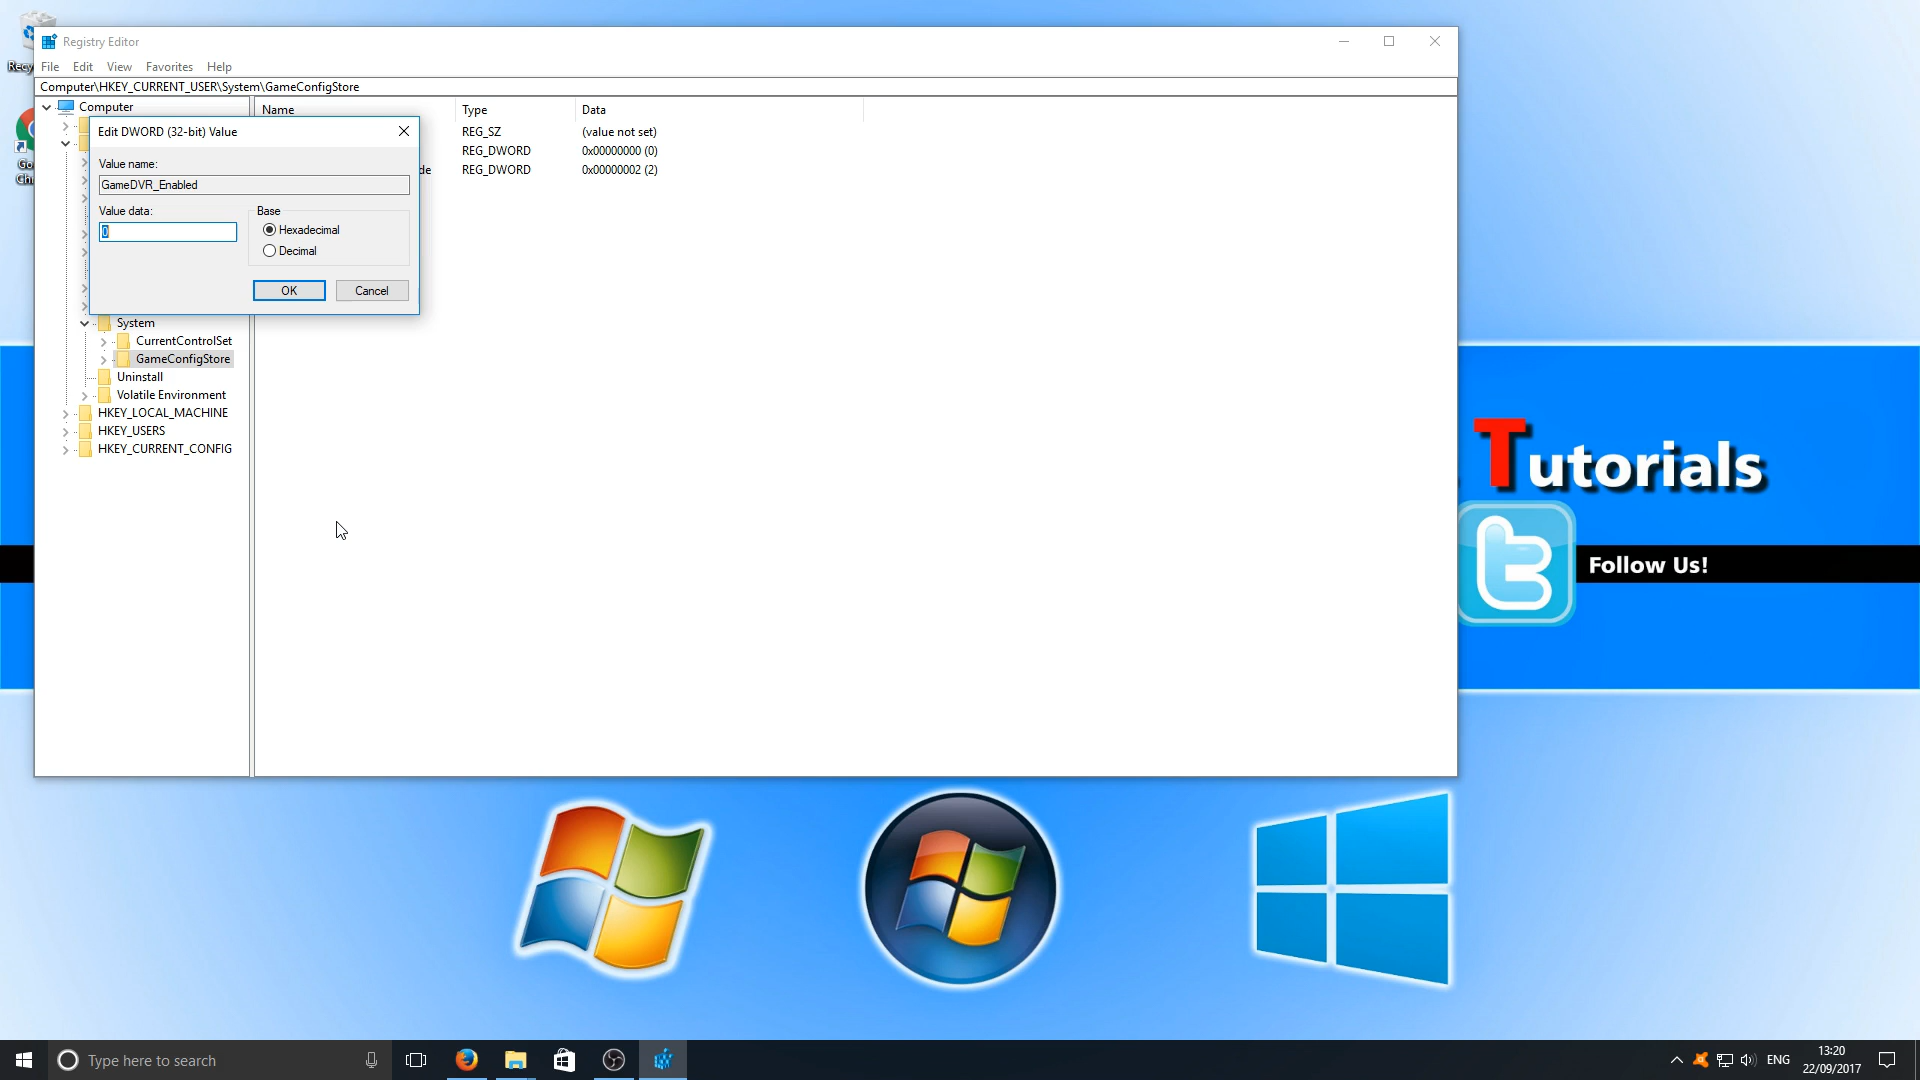 Recy
Go
Ch
Registry Editor
File Edit View Favorites Help
Computer\HKEY_CURRENT_USER\System\GameConfigStore
Computer
Name Type Data
REG_SZ (value not set)
REG_DWORD 0x00000000 (0)
de REG_DWORD 0x00000002 (2)
Edit DWORD (32-bit) Value
Value name:
GameDVR_Enabled
Value data:
0
Base
Hexadecimal
Decimal
OK Cancel
System
CurrentControlSet
GameConfigStore
Uninstall
Volatile Environment
HKEY_LOCAL_MACHINE
HKEY_USERS
HKEY_CURRENT_CONFIG
Tutorials
Follow Us!
Type here to search
ENG
13:20
22/09/2017